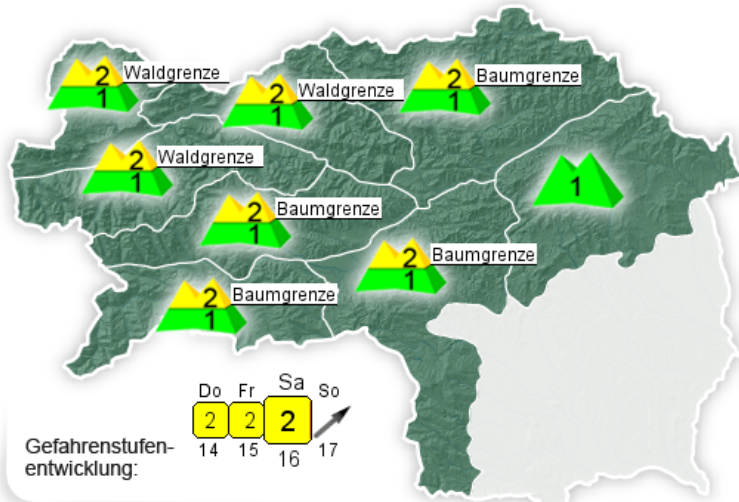 2 Waldgrenze
1
2 Waldgrenze
1
2 Baumgrenze
1
2 Waldgrenze
1
1
2 Baumgrenze
1
2 Baumgrenze
1
2 Baumgrenze
1
Do Fr Sa So
2 2 2
14 15 16 17
Gefahrenstufen-
entwicklung: